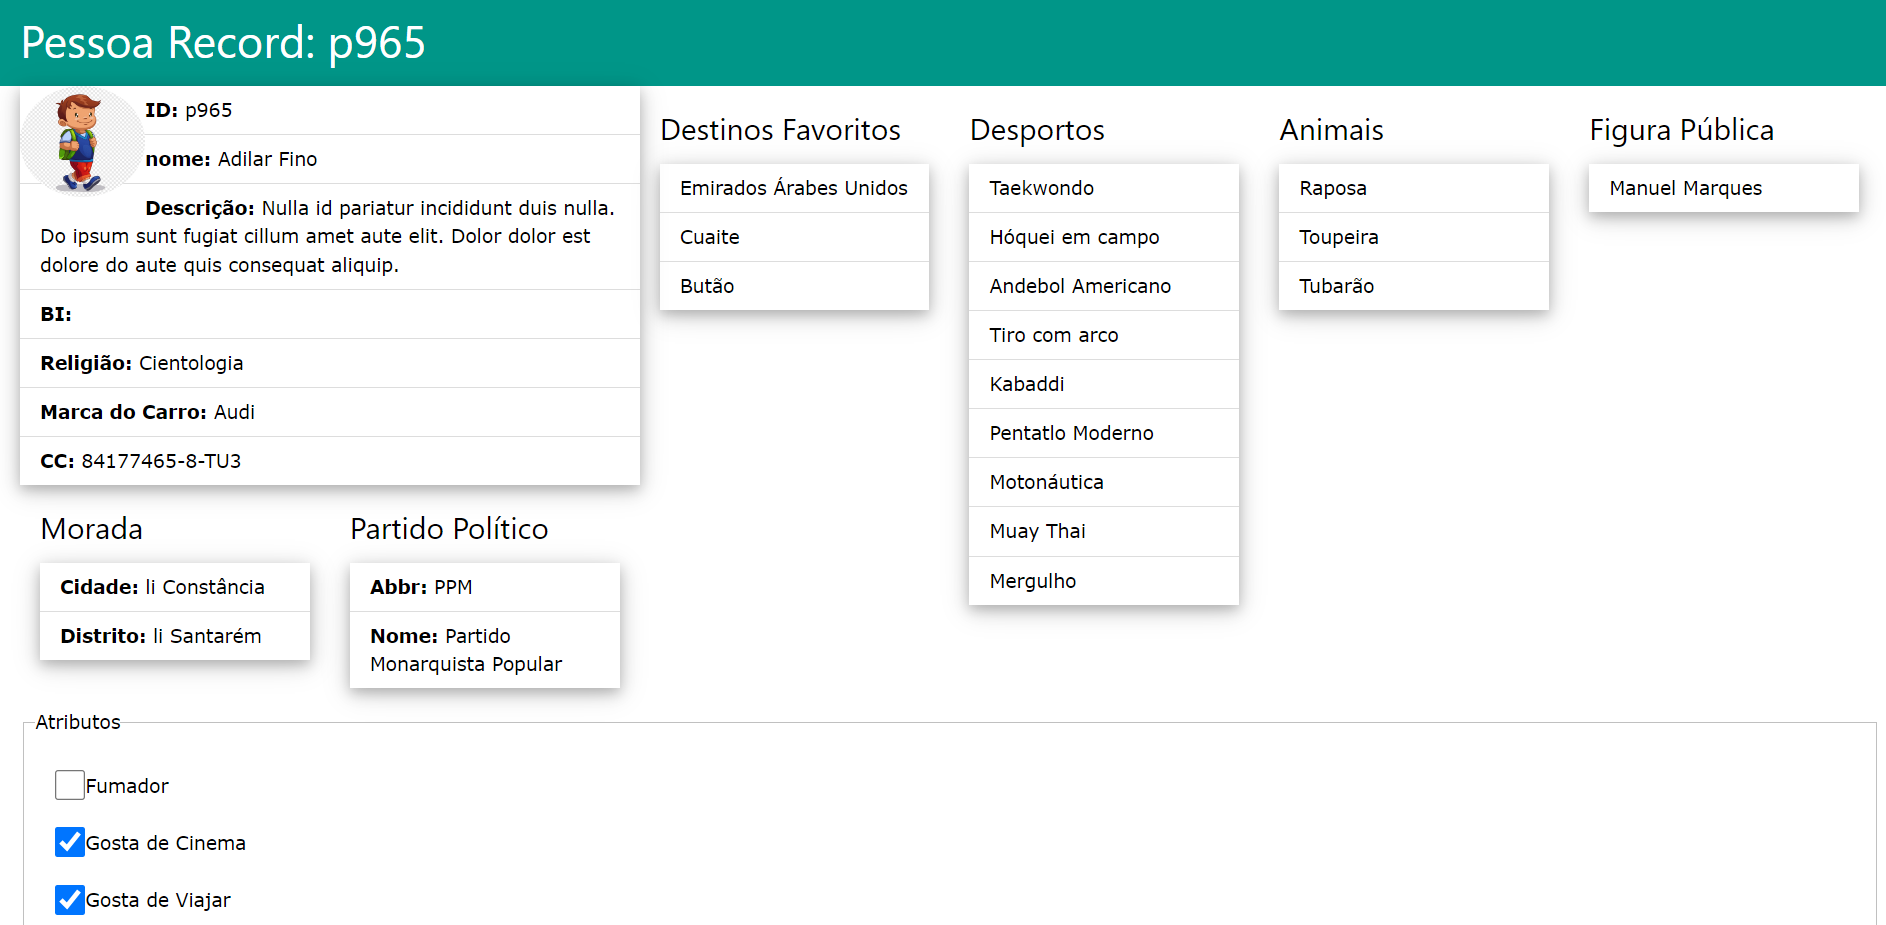 Pessoa Record: p965
ID: p965
nome: Adilar Fino
Descrição: Nulla id pariatur incididunt duis nulla.
Do ipsum sunt fugiat cillum amet aute elit. Dolor dolor est
dolore do aute quis consequat aliquip.
BI:
Religião: Cientologia
Marca do Carro: Audi
CC: 84177465-8-TU3
Morada
Cidade: li Constância
Distrito: li Santarém
Partido Político
Abbr: PPM
Nome: Partido
Monarquista Popular
Destinos Favoritos
Emirados Árabes Unidos
Cuaite
Butão
Desportos
Taekwondo
Hóquei em campo
Andebol Americano
Tiro com arco
Kabaddi
Pentatlo Moderno
Motonáutica
Muay Thai
Mergulho
Animais
Raposa
Toupeira
Tubarão
Figura Pública
Manuel Marques
Atributos
Fumador
Gosta de Cinema
Gosta de Viajar